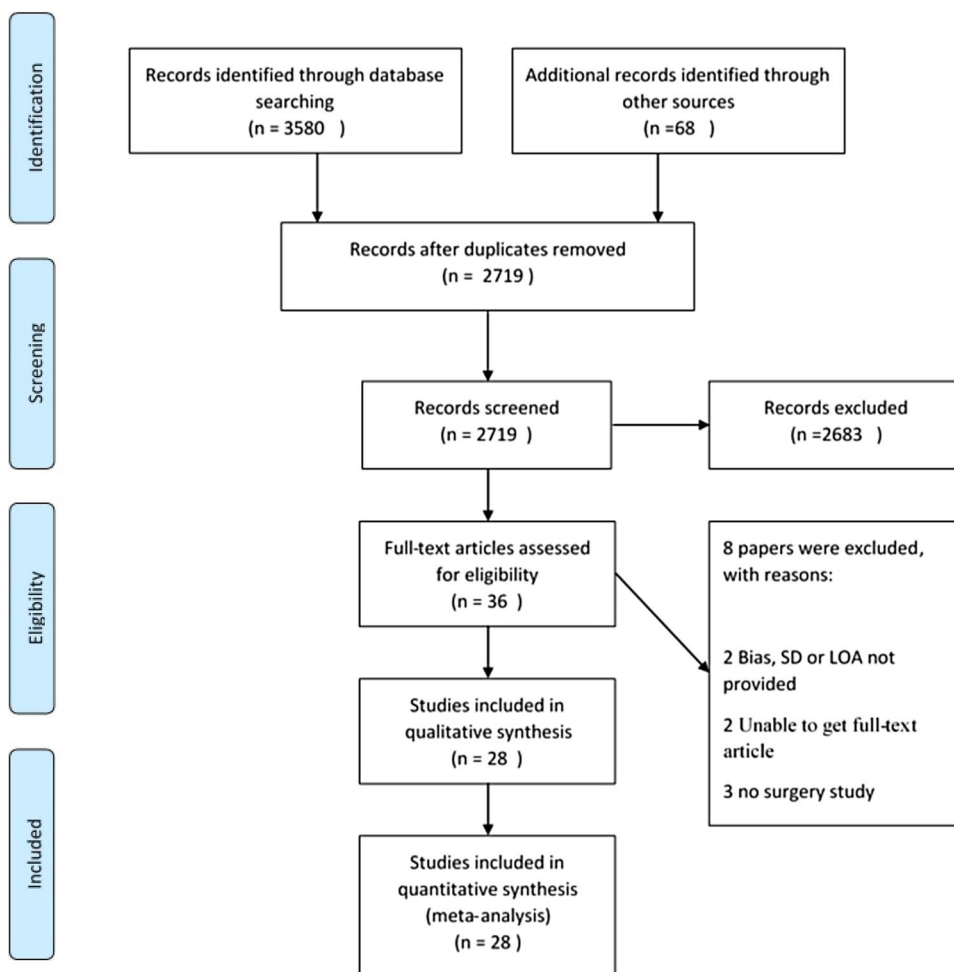 Identification
Records identified through database
searching
(n = 3580 )
Additional records identified through
other sources
(n =68 )
Records after duplicates removed
(n = 2719 )
Screening
Records screened
(n = 2719 )
Records excluded
(n =2683 )
Eligibility
Full-text articles assessed
for eligibility
(n = 36 )
8 papers were excluded,
with reasons:
2 Bias, SD or LOA not
provided
2 Unable to get full-text
article
3 no surgery study
Studies included in
qualitative synthesis
(n = 28 )
Included
Studies included in
quantitative synthesis
(meta-analysis)
(n = 28 )